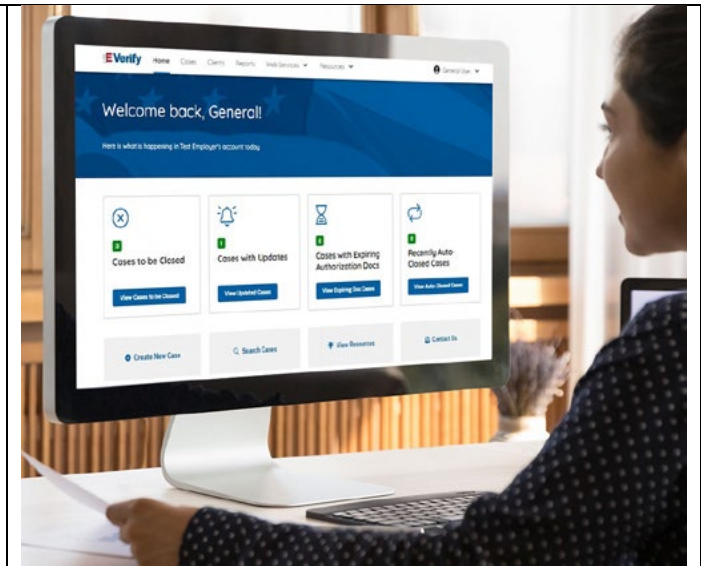 E-Verify Home Cases Clients Reports Web Services Resources General User
Welcome back, General!
Here is what is happening in Test Employer's account today
3
Cases to be Closed
View Cases to be Closed
1
Cases with Updates
View Updated Cases
Cases with Expiring
Authorization Docs
View Expiring Doc Cases
Recently Auto-
Closed Cases
View Auto-Closed Cases
Create New Case
Search Cases
View Resources
Contact Us